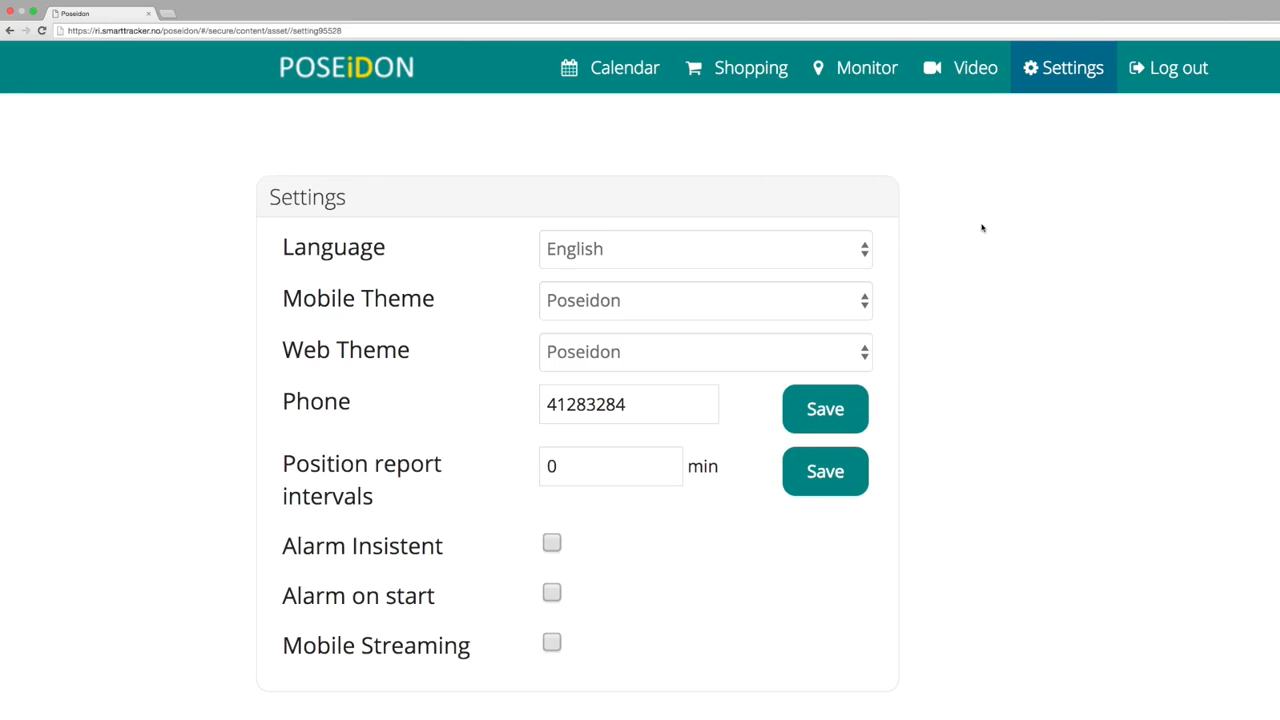 Poseidon
https://ri.smarttracker.no/poseidon/#/secure/content/asset//setting95528
POSEiDON Calendar Shopping Monitor Video Settings Log out
Settings
Language English
Mobile Theme Poseidon
Web Theme Poseidon
Phone 41283284 Save
Position report
intervals 0 min Save
Alarm Insistent
Alarm on start
Mobile Streaming